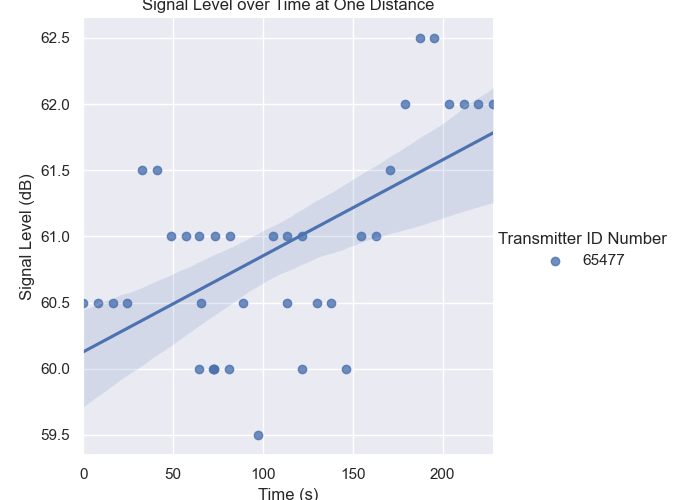 Signal Level over Time at One Distance
62.5
62.0
61.5
61.0
60.5
60.0
59.5
Signal Level (dB)
0 50 100 150 200
Time (s)
Transmitter ID Number
65477